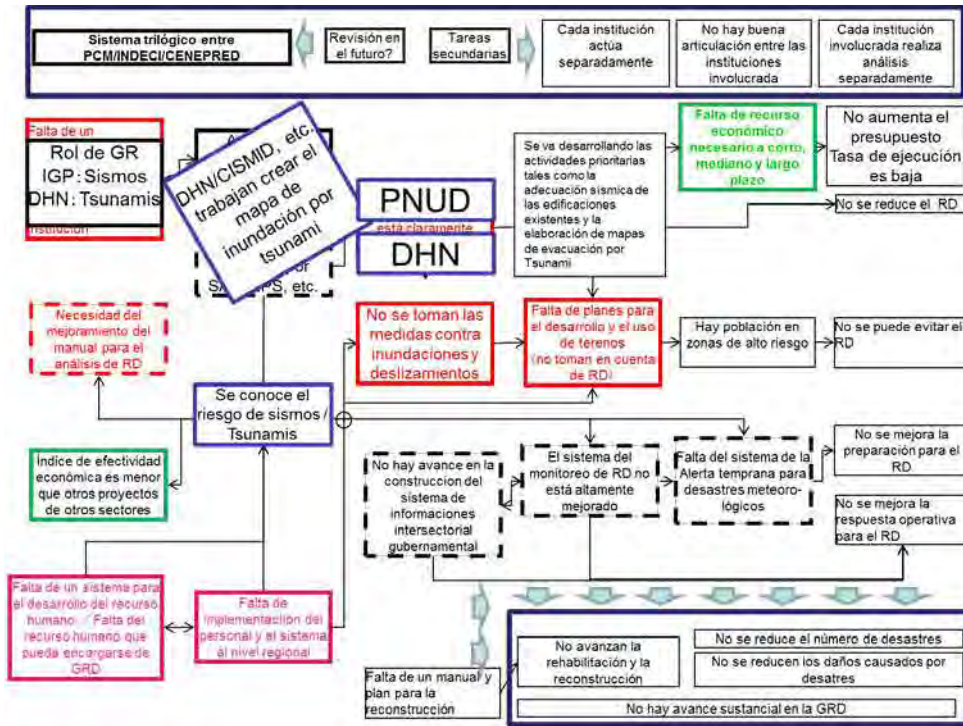 Sistema trilógico entre
PCM/INDECI/CENEPRED
Revisión en
el futuro?
Tareas
secundarias
Cada institución
actúa
separadamente
No hay buena
articulación entre las
instituciones
involucrada
Cada institución
involucrada realiza
análisis
separadamente
Falta de un
Rol de GR
IGP：Sismos
DHN：Tsunamis
institución
DHN/CISMID, etc.
trabajan crear el
mapa de
inundación por
tsunami
or
PS, etc.
PNUD
está claramente
DHN
Se va desarrollando las
actividades prioritarias
tales como la
adecuación sísmica de
las edificaciones
existentes y la
elaboración de mapas
de evacuación por
Tsunami
Falta de recurso
económico
necesario a corto,
mediano y largo
plazo
No aumenta el
presupuesto
Tasa de ejecución
es baja
No se reduce el RD
Necesidad del
mejoramiento del
manual para el
análisis de RD
No se toman las
medidas contra
inundaciones y
deslizamientos
Falta de planes para
el desarrollo y el uso
de terenos
(no toman en cuenta
de RD)
Hay población en
zonas de alto riesgo
No se puede evitar el
RD
Se conoce el
riesgo de sismos /
Tsunamis
Índice de efectividad
económica es menor
que otros proyectos
de otros sectores
No hay avance en la
construccion del
sistema de
informaciones
intersectorial
gubernamental
El sistema del
monitoreo de RD no
está altamente
mejorado
Falta del sistema de la
Alerta temprana para
desastres meteoro-
lógicos
No se mejora la
preparación para el
RD
No se mejora la
respuesta operativa
para el RD
Falta de un sistema para
el desarrollo del recurso
humano ／ Falta del
recurso humano que
pueda encorgarse de
GRD
Falta de
implementación del
personal y el sistema
al nivel regional
Falta de un manual y
plan para la
reconstrucción
No avanzan la
rehabilitación y la
reconstrucción
No se reduce el número de desastres
No se reducen los daños causados por
desatres
No hay avance sustancial en la GRD